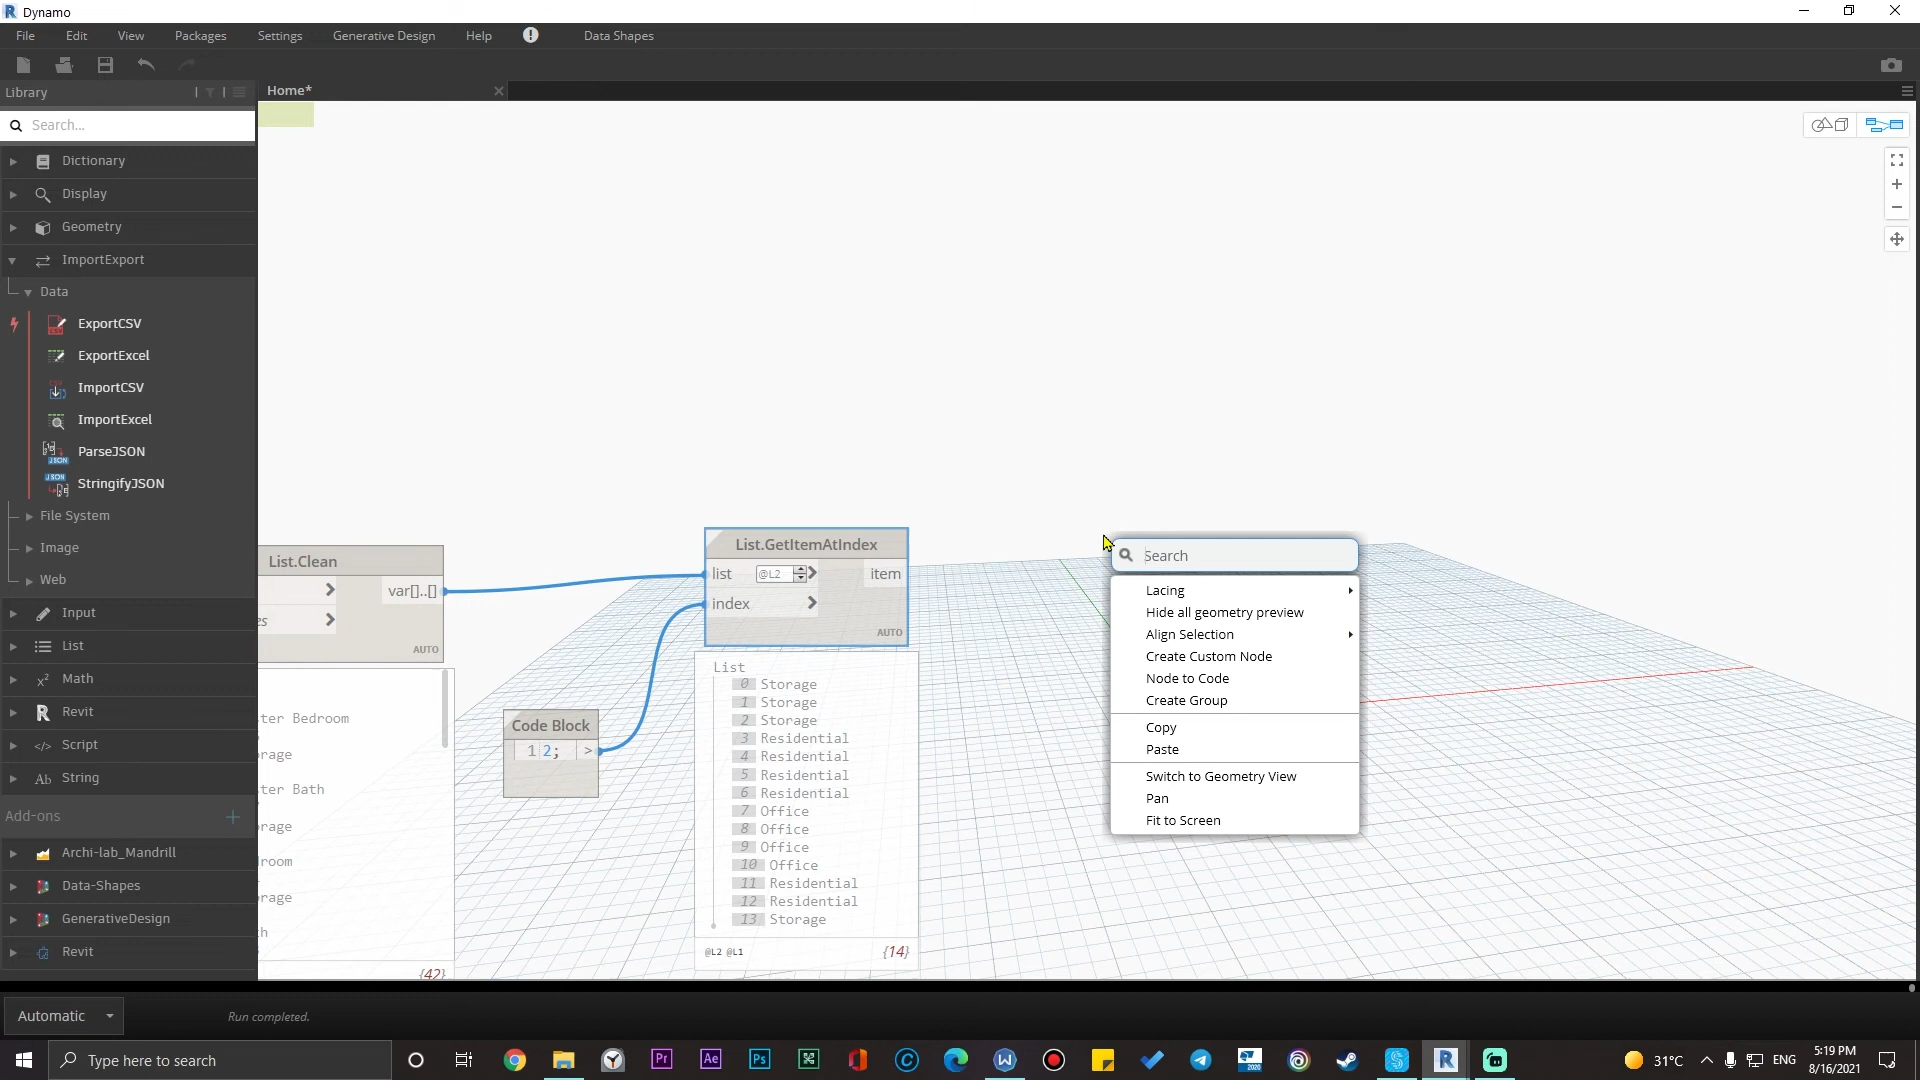 Dynamo
File Edit View Packages Settings Generative Design Help Data Shapes
Library
Home*
Search...
Dictionary
Display
Geometry
ImportExport
Data
ExportCSV
ExportExcel
ImportCSV
ImportExcel
ParseJSON
StringifyJSON
File System
Image
Web
Input
List
Math
Revit
Script
String
Add-ons
Archi-lab_Mandrill
Data-Shapes
GenerativeDesign
Revit
List.Clean
var[]..[]
es
AUTO
ter Bedroom
rage
ter Bath
rage
room
rage
h
{42}
Code Block
1 2; >
List.GetItemAtIndex
list @L2 > item
index >
AUTO
List
0 Storage
1 Storage
2 Storage
3 Residential
4 Residential
5 Residential
6 Residential
7 Office
8 Office
9 Office
10 Office
11 Residential
12 Residential
13 Storage
@L2 @L1 {14}
Search
Lacing
Hide all geometry preview
Align Selection
Create Custom Node
Node to Code
Create Group
Copy
Paste
Switch to Geometry View
Pan
Fit to Screen
Automatic
Run completed.
Type here to search
31°C
ENG
5:19 PM
8/16/2021